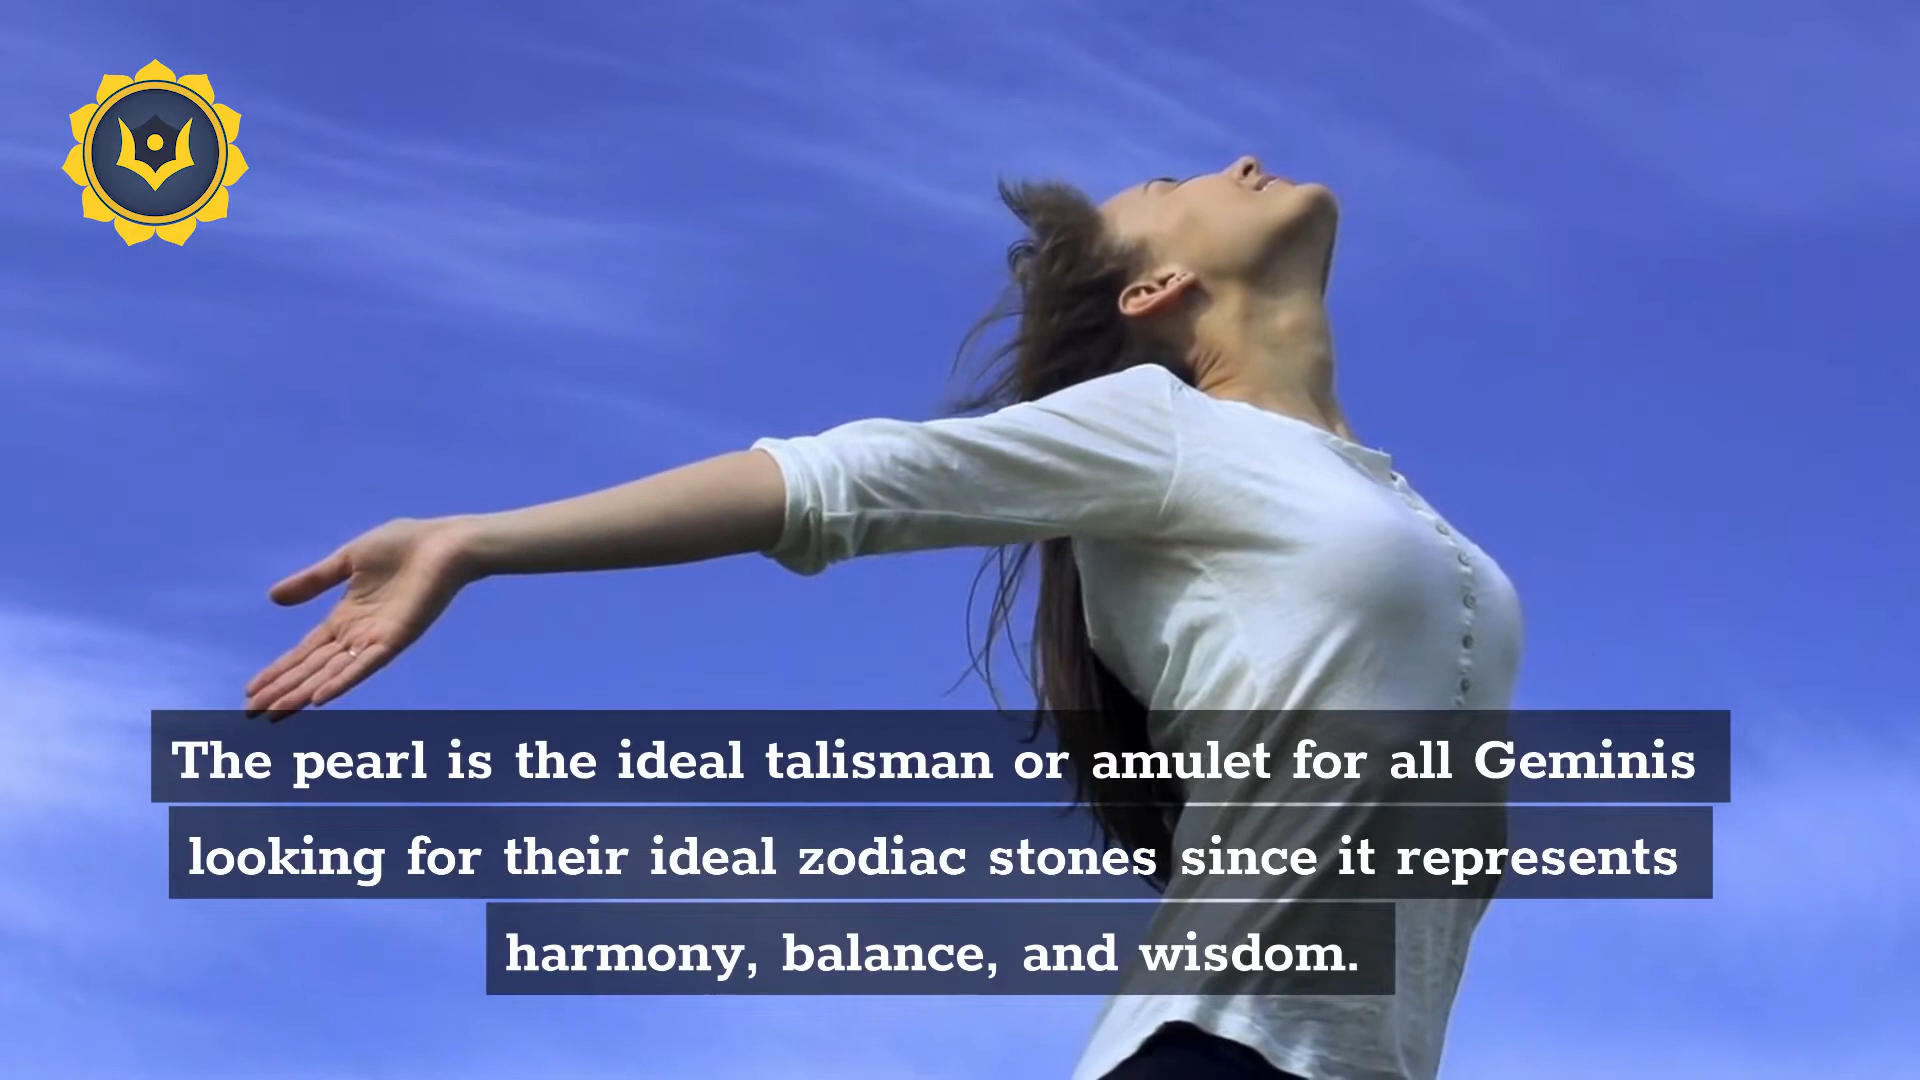 The pearl is the ideal talisman or amulet for all Geminis
looking for their ideal zodiac stones since it represents
harmony, balance, and wisdom.